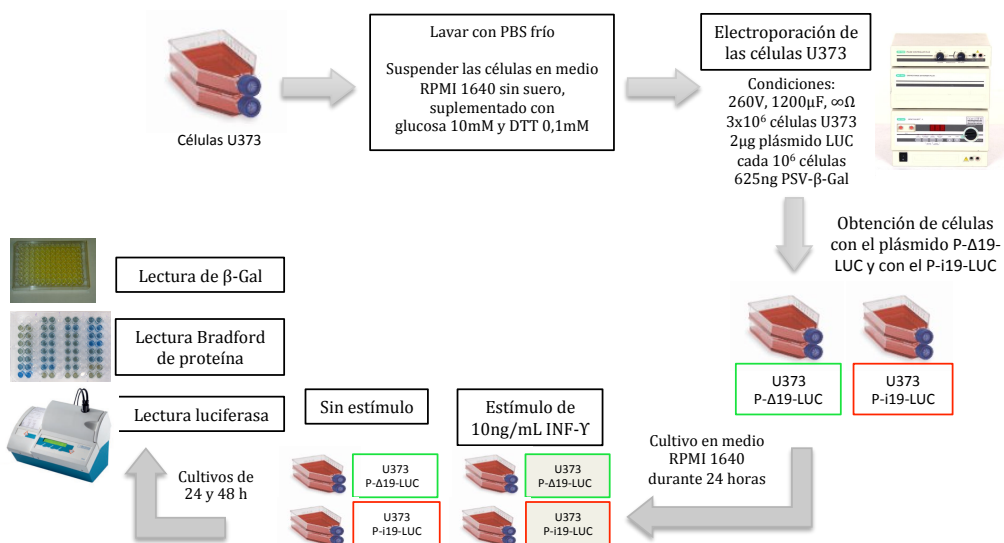 Células U373
Lavar con PBS frío
Suspender las células en medio
RPMI 1640 sin suero,
suplementado con
glucosa 10mM y DTT 0,1mM
Electroporación de
las células U373
Condiciones:
260V, 1200μF, ∞Ω
3x10⁶ células U373
2μg plásmido LUC
cada 10⁶ células
625ng PSV-β-Gal
Obtención de células
con el plásmido P-Δ19-
LUC y con el P-i19-LUC
U373
P-Δ19-LUC
U373
P-i19-LUC
Cultivo en medio
RPMI 1640
durante 24 horas
Sin estímulo
Estímulo de
10ng/mL INF-ϒ
U373
P-Δ19-LUC
U373
P-Δ19-LUC
U373
P-i19-LUC
U373
P-i19-LUC
Cultivos de
24 y 48 h
Lectura de β-Gal
Lectura Bradford
de proteína
Lectura luciferasa